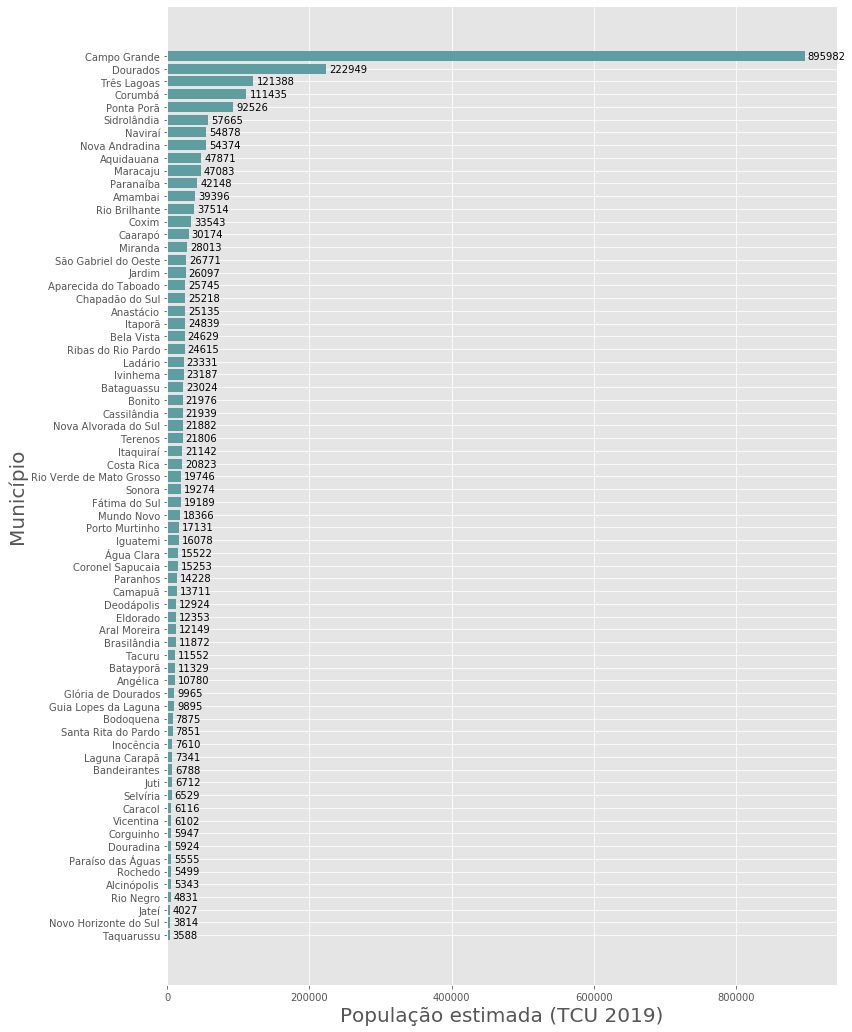 Campo Grande 895982
Dourados 222949
Três Lagoas 121388
Corumbá 111435
Ponta Porã 92526
Sidrolândia 57665
Naviraí 54878
Nova Andradina 54374
Aquidauana 47871
Maracaju 47083
Paranaíba 42148
Amambai 39396
Rio Brilhante 37514
Coxim 33543
Caarapó 30174
Miranda 28013
São Gabriel do Oeste 26771
Jardim 26097
Aparecida do Taboado 25745
Chapadão do Sul 25218
Anastácio 25135
Itaporã 24839
Bela Vista 24629
Ribas do Rio Pardo 24615
Ladário 23331
Ivinhema 23187
Bataguassu 23024
Bonito 21976
Cassilândia 21939
Nova Alvorada do Sul 21882
Terenos 21806
Itaquiraí 21142
Costa Rica 20823
Rio Verde de Mato Grosso 19746
Sonora 19274
Fátima do Sul 19189
Mundo Novo 18366
Porto Murtinho 17131
Iguatemi 16078
Água Clara 15522
Coronel Sapucaia 15253
Paranhos 14228
Camapuã 13711
Deodápolis 12924
Eldorado 12353
Aral Moreira 12149
Brasilândia 11872
Tacuru 11552
Batayporã 11329
Angélica 10780
Glória de Dourados 9965
Guia Lopes da Laguna 9895
Bodoquena 7875
Santa Rita do Pardo 7851
Inocência 7610
Laguna Carapã 7341
Bandeirantes 6788
Juti 6712
Selvíria 6529
Caracol 6116
Vicentina 6102
Corguinho 5947
Douradina 5924
Paraíso das Águas 5555
Rochedo 5499
Alcinópolis 5343
Rio Negro 4831
Jateí 4027
Novo Horizonte do Sul 3814
Taquarussu 3588
Município
0 200000 400000 600000 800000
População estimada (TCU 2019)